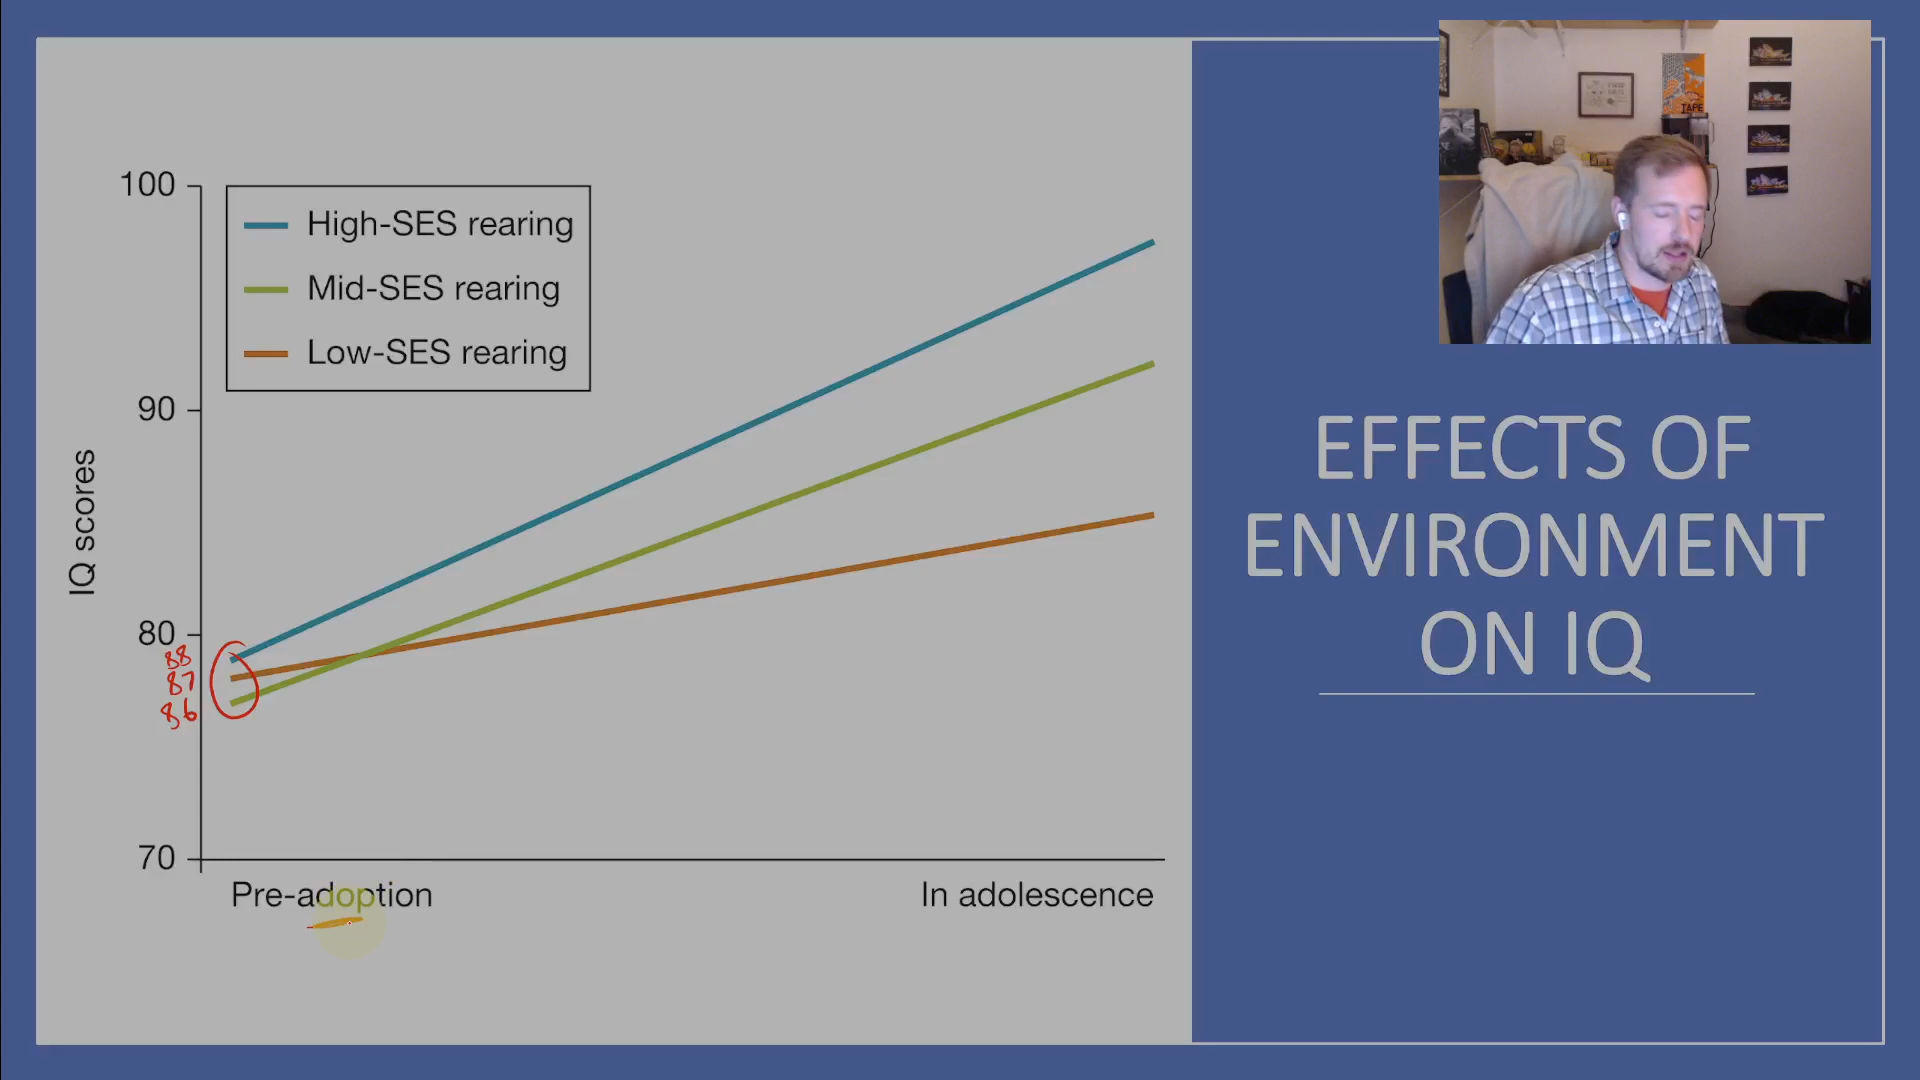 100
High-SES rearing
Mid-SES rearing
Low-SES rearing
90
IQ scores
80
88
87
86
70
Pre-adoption
In adolescence
TAPE
EFFECTS OF
ENVIRONMENT
ON IQ